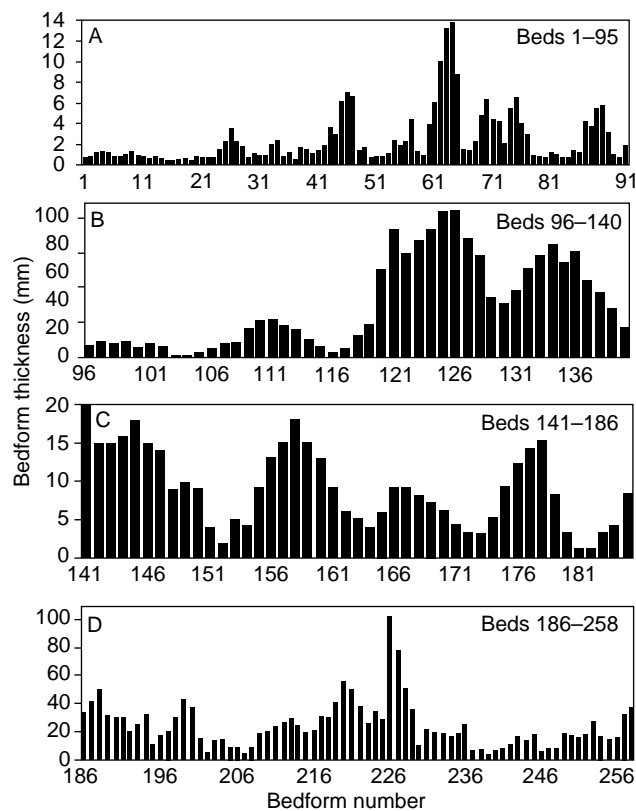 A
Beds 1–95
14
12
10
8
6
4
2
0
1 11 21 31 41 51 61 71 81 91
B
Beds 96–140
100
80
60
40
20
0
96 101 106 111 116 121 126 131 136
Bedform thickness (mm)
C
Beds 141–186
20
15
10
5
0
141 146 151 156 161 166 171 176 181
D
Beds 186–258
100
80
60
40
20
0
186 196 206 216 226 236 246 256
Bedform number